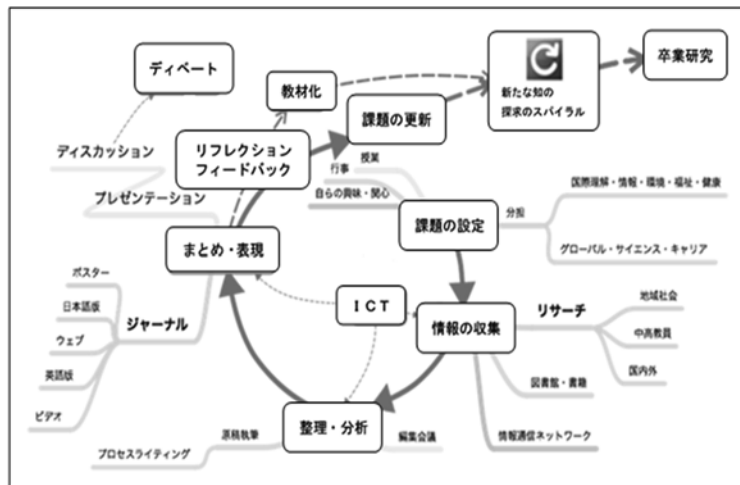 ディベート
卒業研究
新たな知の
探求のスパイラル
教材化
課題の更新
ディスカッション
リフレクション
フィードバック
授業
行事
自らの興味・関心
国際理解・情報・環境・福祉・健康
プレゼンテーション
課題の設定
分担
まとめ・表現
グローバル・サイエンス・キャリア
ポスター
ICT
リサーチ
地域社会
日本語版
ジャーナル
情報の収集
中高教員
ウェブ
国内外
英語版
図書館・書籍
ビデオ
整理・分析
原稿執筆
編集会議
情報通信ネットワーク
プロセスライティング